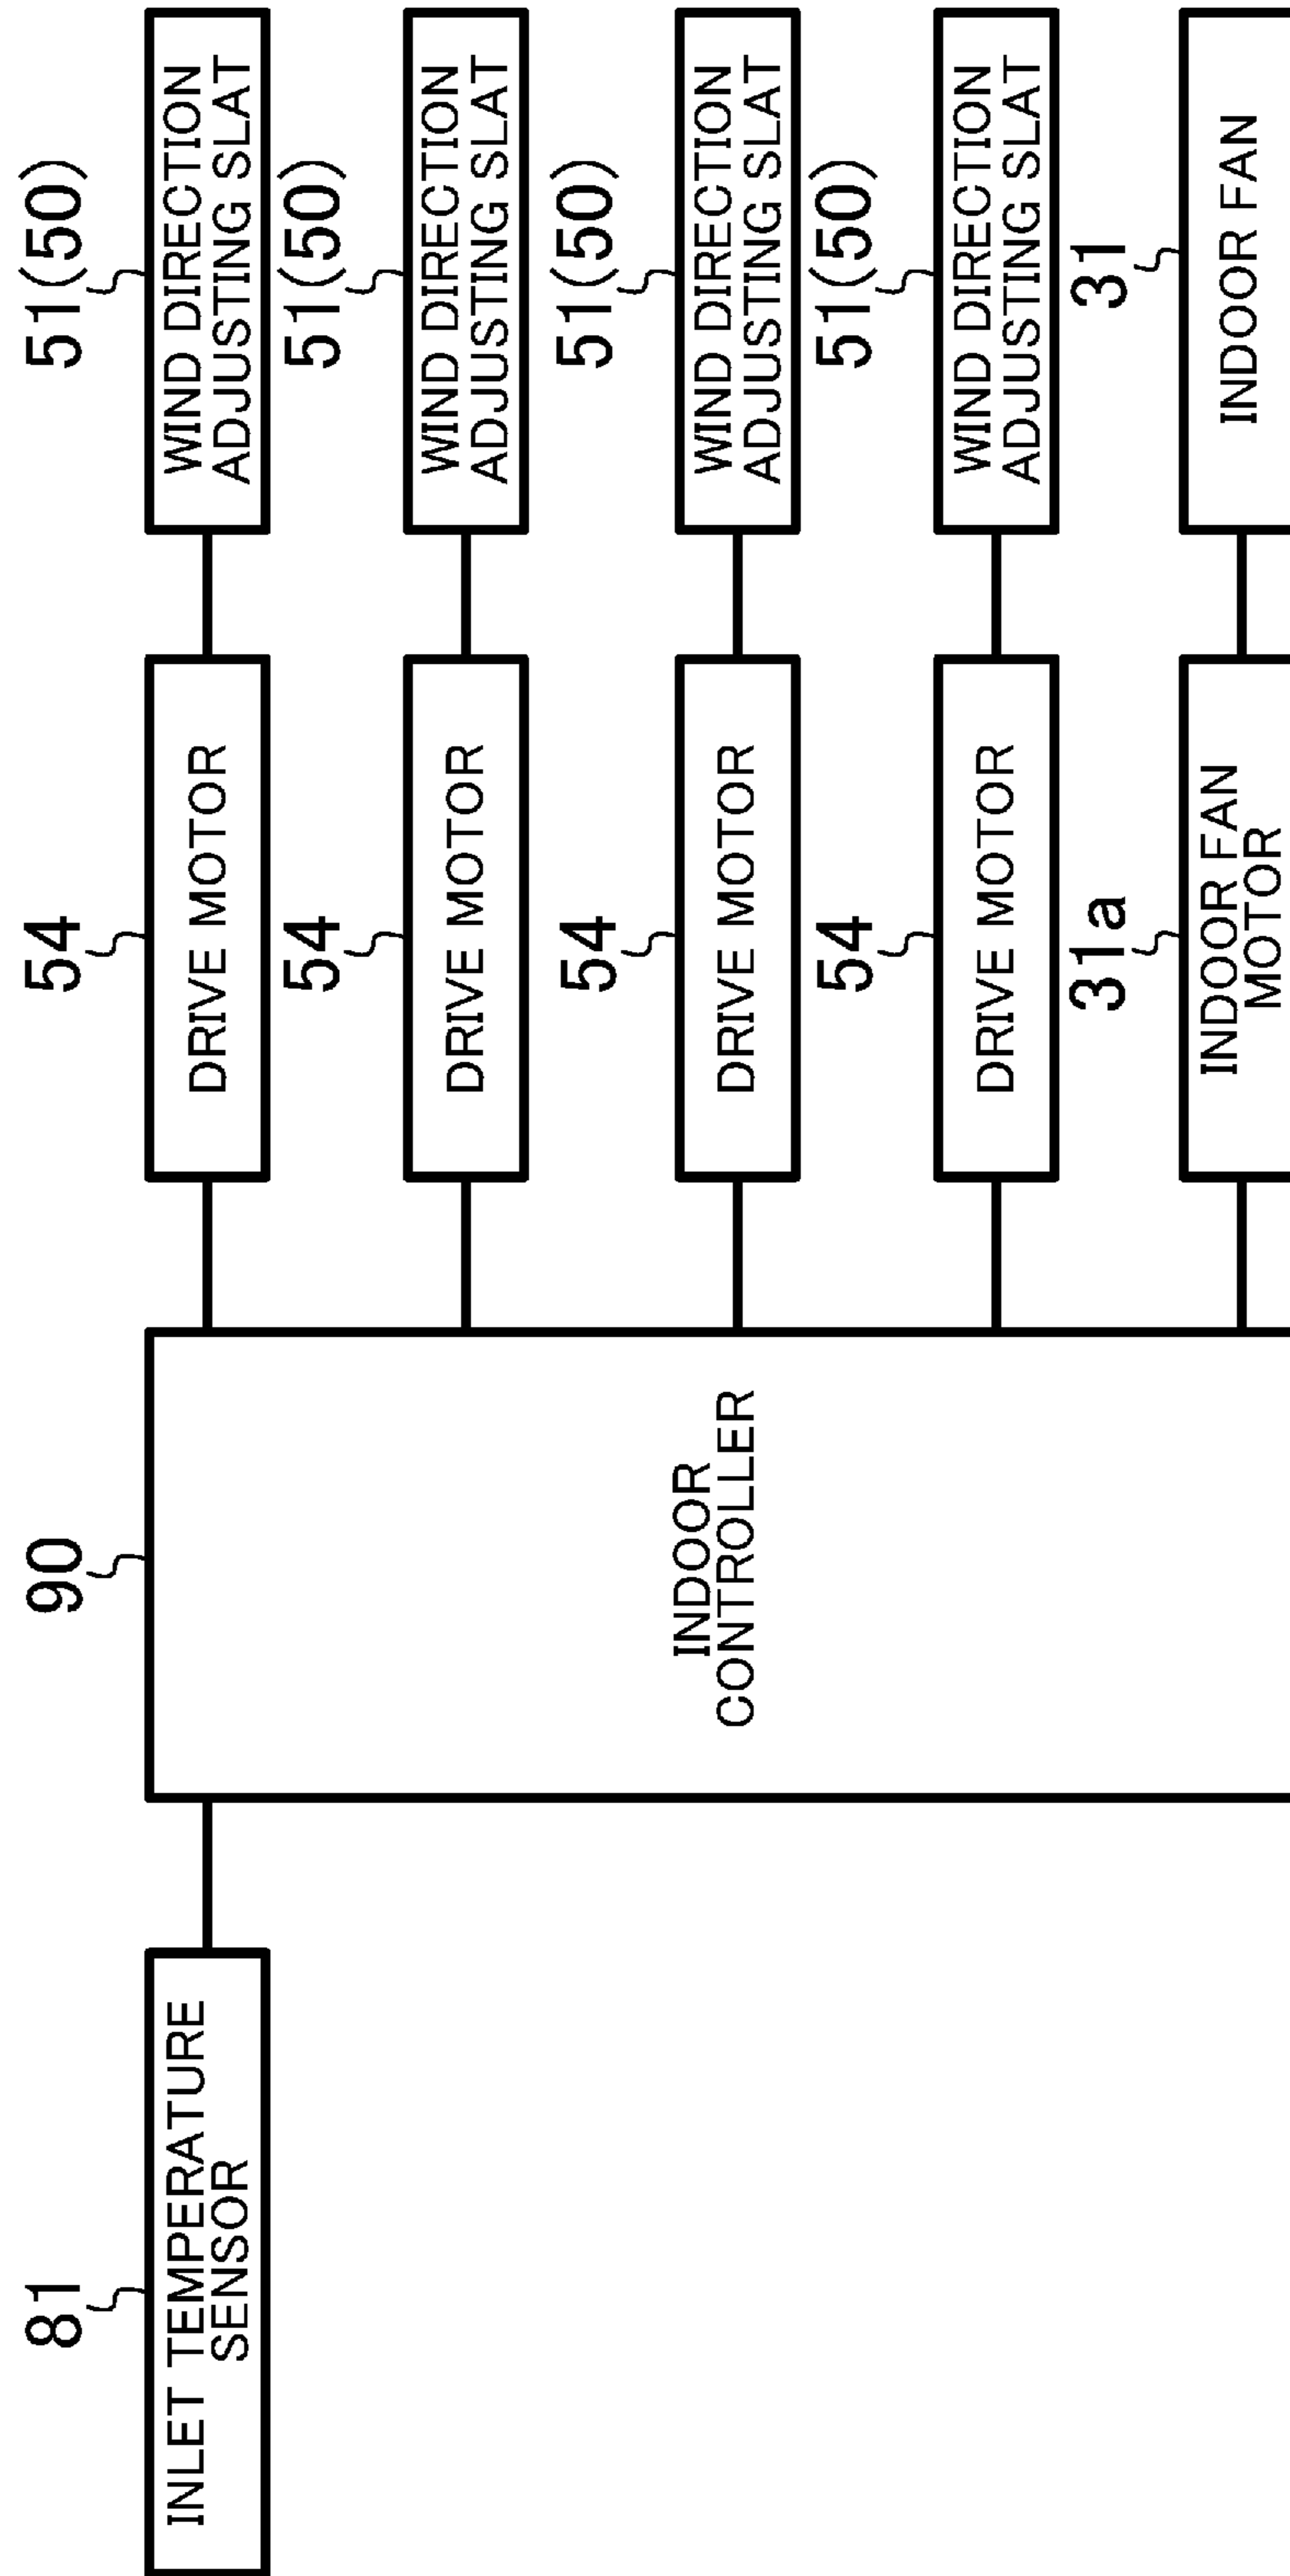 81
INLET TEMPERATURE
SENSOR
90
INDOOR
CONTROLLER
54
DRIVE MOTOR
51(50)
WIND DIRECTION
ADJUSTING SLAT
54
DRIVE MOTOR
51(50)
WIND DIRECTION
ADJUSTING SLAT
54
DRIVE MOTOR
51(50)
WIND DIRECTION
ADJUSTING SLAT
54
DRIVE MOTOR
51(50)
WIND DIRECTION
ADJUSTING SLAT
31a
INDOOR FAN
MOTOR
31
INDOOR FAN